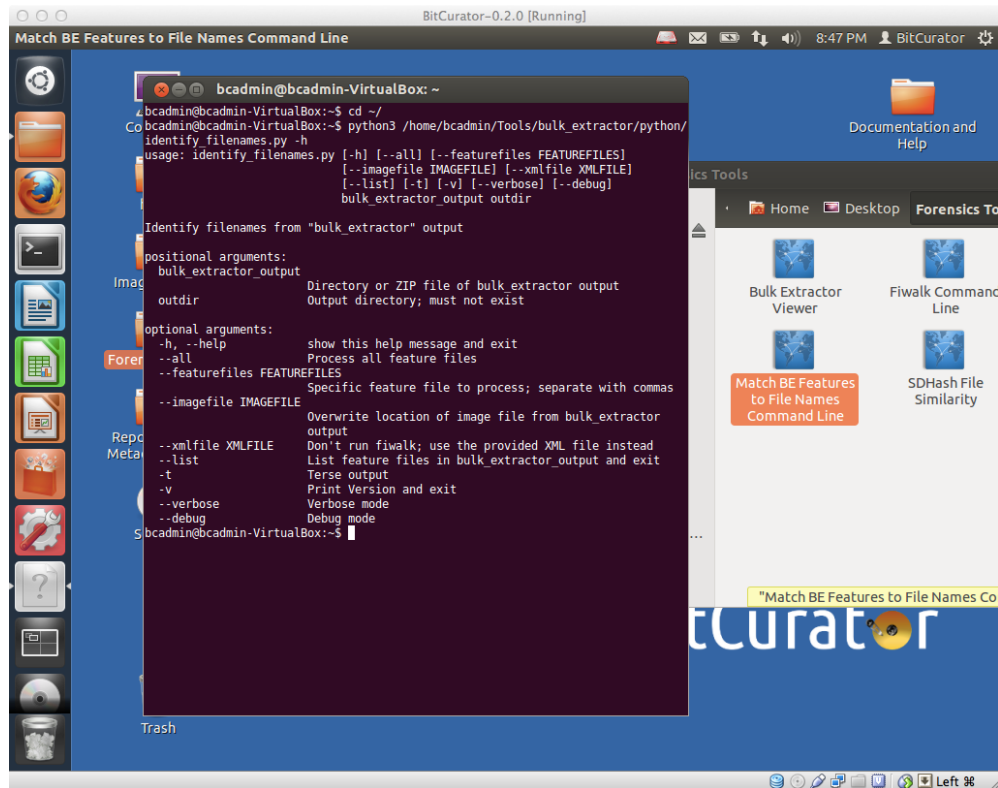 BitCurator-0.2.0 [Running]
Match BE Features to File Names Command Line
8:47 PM
BitCurator
bcadmin@bcadmin-VirtualBox: ~
bcadmin@bcadmin-VirtualBox:~$ cd ~/
bcadmin@bcadmin-VirtualBox:~$ python3 /home/bcadmin/Tools/bulk_extractor/python/
identify_filenames.py -h
usage: identify_filenames.py [-h] [--all] [--featurefiles FEATUREFILES]
[--imagefile IMAGEFILE] [--xmlfile XMLFILE]
[--list] [-t] [-v] [--verbose] [--debug]
bulk_extractor_output outdir
Identify filenames from "bulk_extractor" output
positional arguments:
bulk_extractor_output
Directory or ZIP file of bulk_extractor output
outdir Output directory; must not exist
optional arguments:
-h, --help show this help message and exit
--all Process all feature files
--featurefiles FEATUREFILES
Specific feature file to process; separate with commas
--imagefile IMAGEFILE
Overwrite location of image file from bulk_extractor
output
--xmlfile XMLFILE Don't run fiwalk; use the provided XML file instead
--list List feature files in bulk_extractor_output and exit
-t Terse output
-v Print Version and exit
--verbose Verbose mode
--debug Debug mode
bcadmin@bcadmin-VirtualBox:~$
Co
Imag
Foren
Repo
Meta
S
Trash
Documentation and
Help
ics Tools
Home
Desktop
Forensics To
Bulk Extractor
Viewer
Fiwalk Command
Line
Match BE Features
to File Names
Command Line
SDHash File
Similarity
...
"Match BE Features to File Names Co
tCurator
Left ⌘